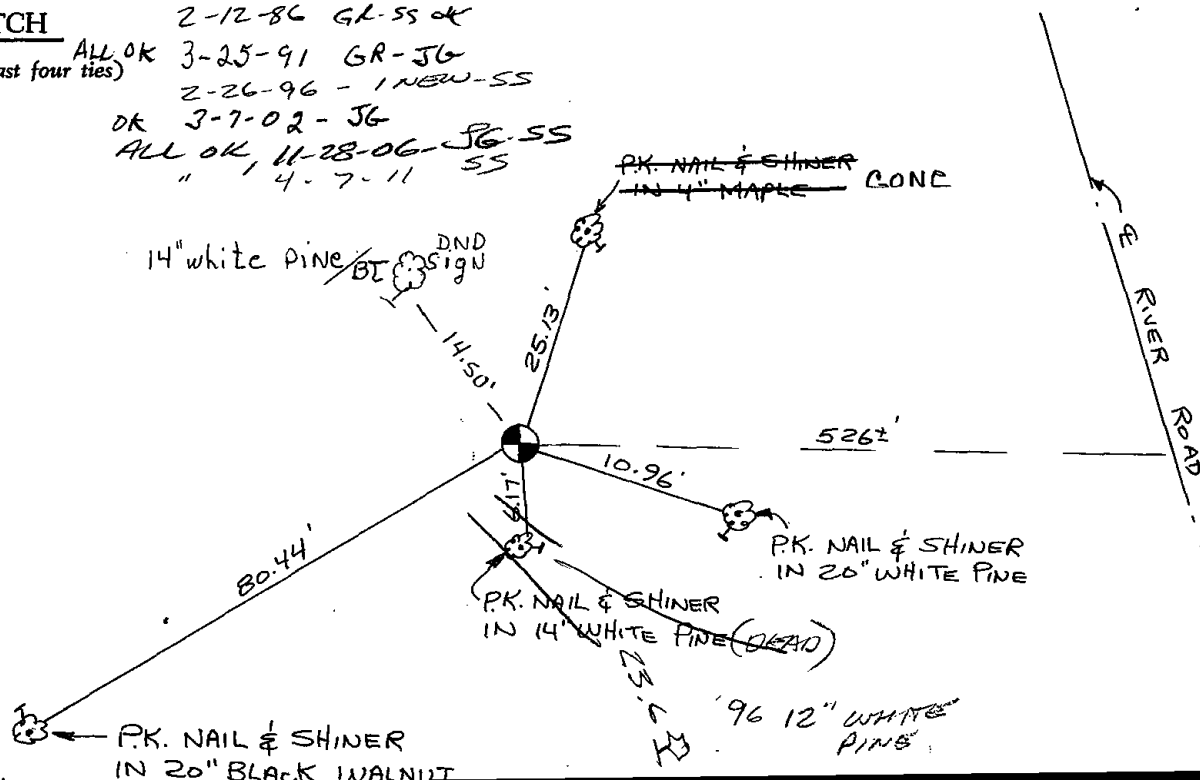 TCH
ast four ties)
2-12-86 GR-SS OK
ALL OK 3-25-91 GR-JG
2-26-96 - 1 NEW-SS
OK 3-7-02 - JG
ALL OK, 11-28-06 - JG-SS
" 4-7-11 SS
P.K. NAIL & SHINER
IN 4" MAPLE GONE
14" white pine/BT
DND
Sign
14.50'
25.13'
℄ RIVER ROAD
526±'
10.96'
6.17'
80.44'
P.K. NAIL & SHINER
IN 20" WHITE PINE
P.K. NAIL & SHINER
IN 14" WHITE PINE (DEAD)
23.6
'96 12" WHITE
PINE
P.K. NAIL & SHINER
IN 20" BLACK WALNUT